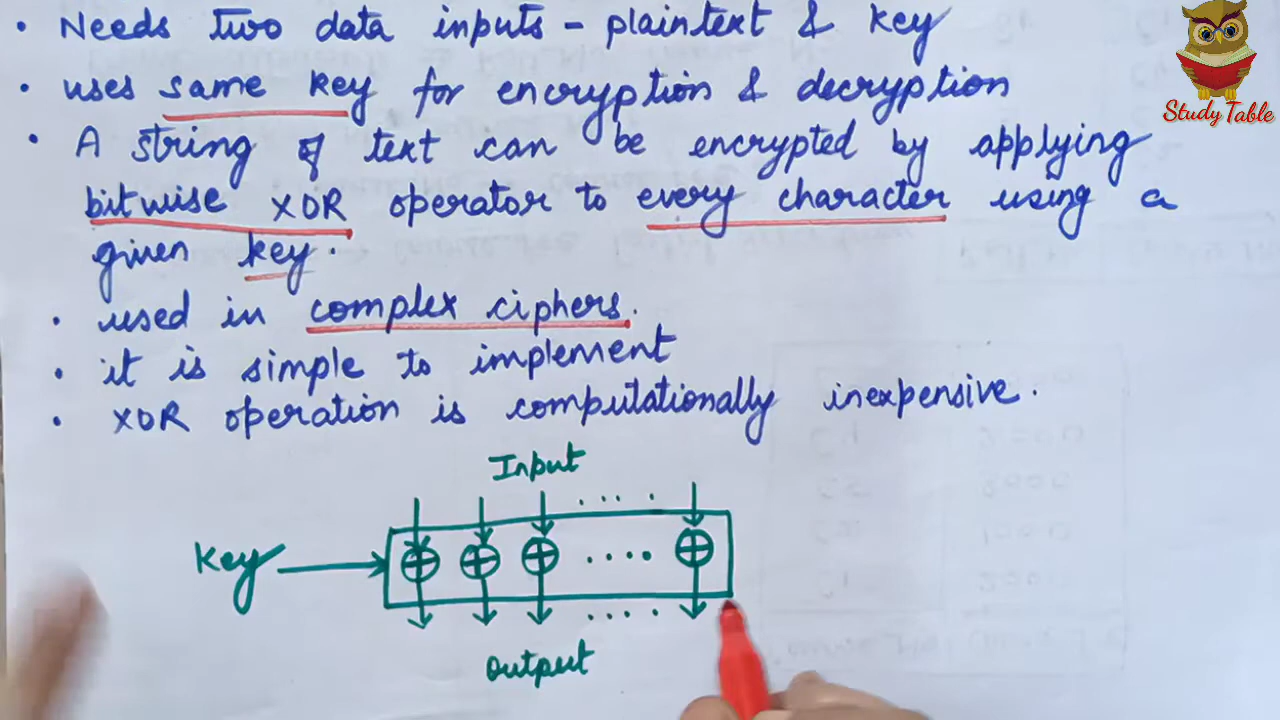 • Needs two data inputs - plaintext & key
• uses same key for encryption & decryption
• A string of text can be encrypted by applying
bitwise XOR operator to every character using a
given key.
• used in complex ciphers.
• it is simple to implement
• XOR operation is computationally inexpensive.
Input
Key
Output
Study Table